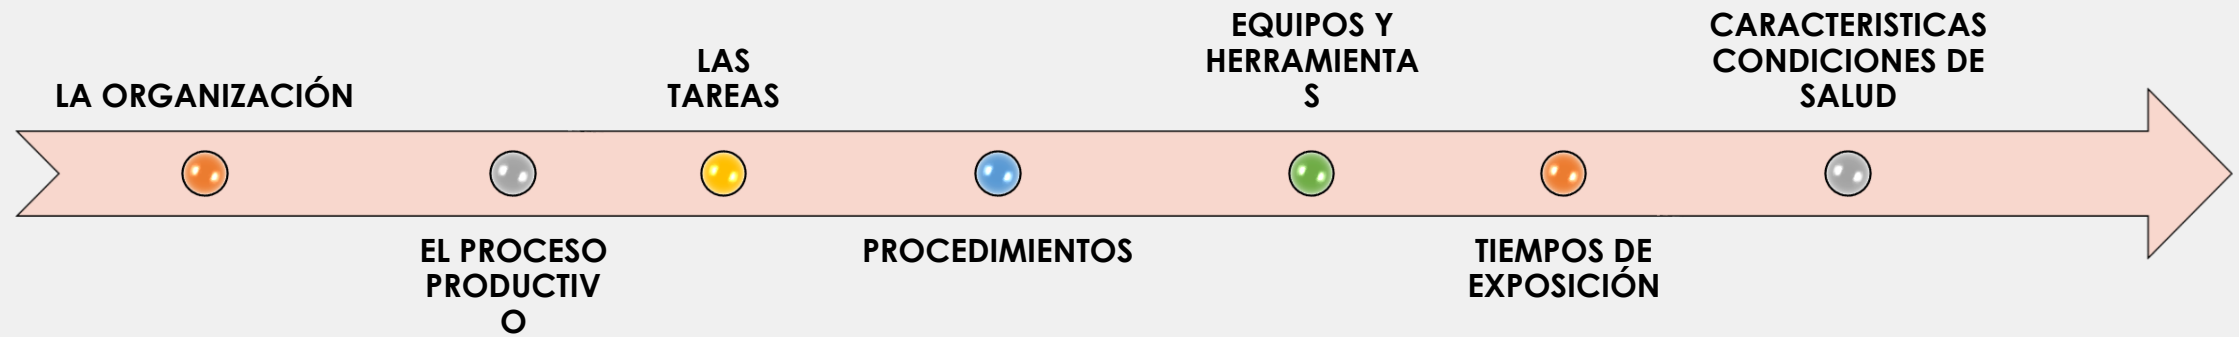 LA ORGANIZACIÓN
EL PROCESO
PRODUCTIV
O
LAS
TAREAS
PROCEDIMIENTOS
EQUIPOS Y
HERRAMIENTA
S
TIEMPOS DE
EXPOSICIÓN
CARACTERISTICAS
CONDICIONES DE
SALUD